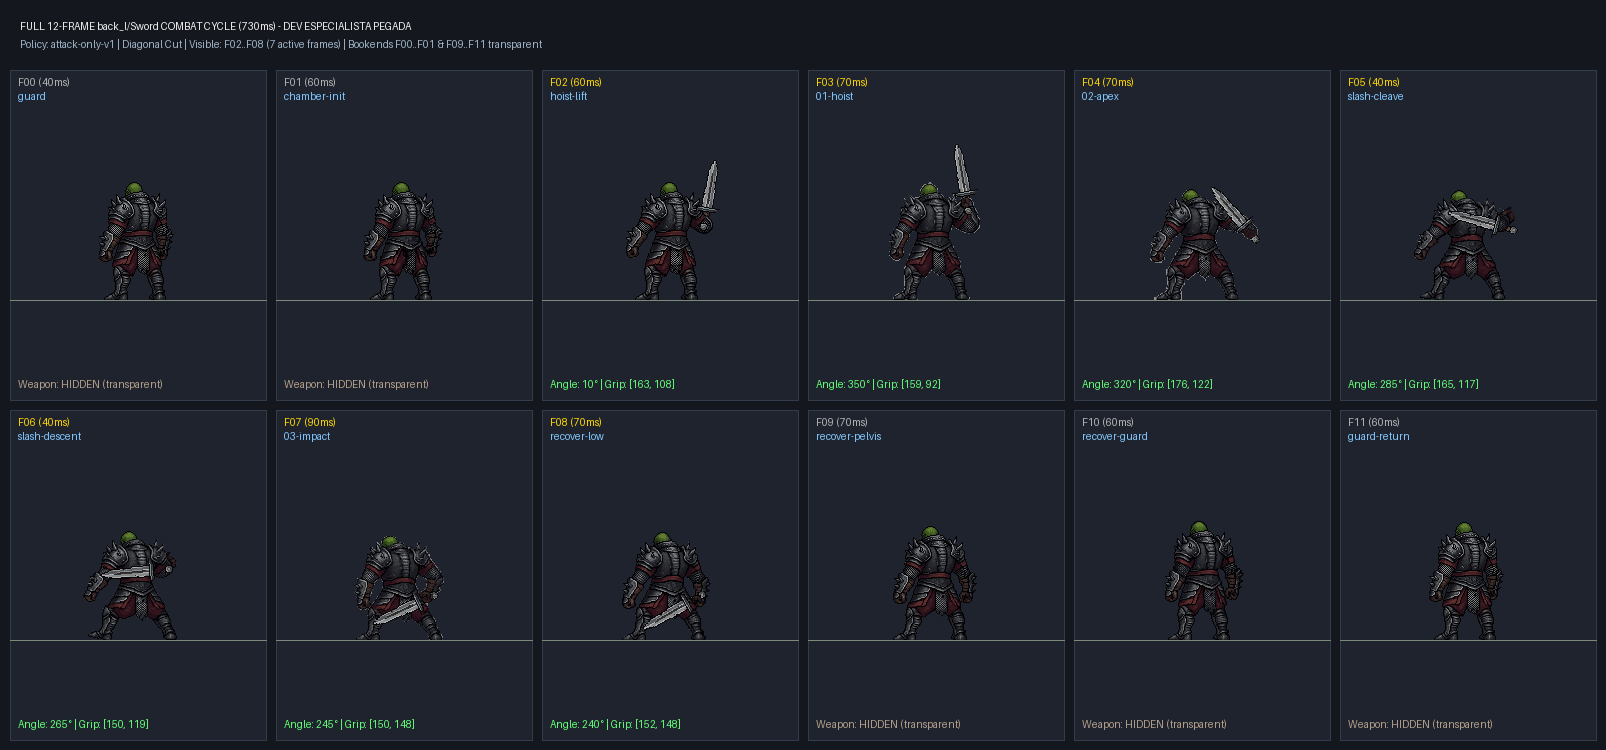 FULL 12-FRAME back_l/Sword COMBAT CYCLE (730ms) - DEV ESPECIALISTA PEGADA
Policy: attack-only-v1 | Diagonal Cut | Visible: F02..F08 (7 active frames) | Bookends F00..F01 & F09..F11 transparent
F00 (40ms)
guard
Weapon: HIDDEN (transparent)
F01 (60ms)
chamber-init
Weapon: HIDDEN (transparent)
F02 (60ms)
hoist-lift
Angle: 10° | Grip: [163, 108]
F03 (70ms)
01-hoist
Angle: 350° | Grip: [159, 92]
F04 (70ms)
02-apex
Angle: 320° | Grip: [176, 122]
F05 (40ms)
slash-cleave
Angle: 285° | Grip: [165, 117]
F06 (40ms)
slash-descent
Angle: 265° | Grip: [150, 119]
F07 (90ms)
03-impact
Angle: 245° | Grip: [150, 148]
F08 (70ms)
recover-low
Angle: 240° | Grip: [152, 148]
F09 (70ms)
recover-pelvis
Weapon: HIDDEN (transparent)
F10 (60ms)
recover-guard
Weapon: HIDDEN (transparent)
F11 (60ms)
guard-return
Weapon: HIDDEN (transparent)